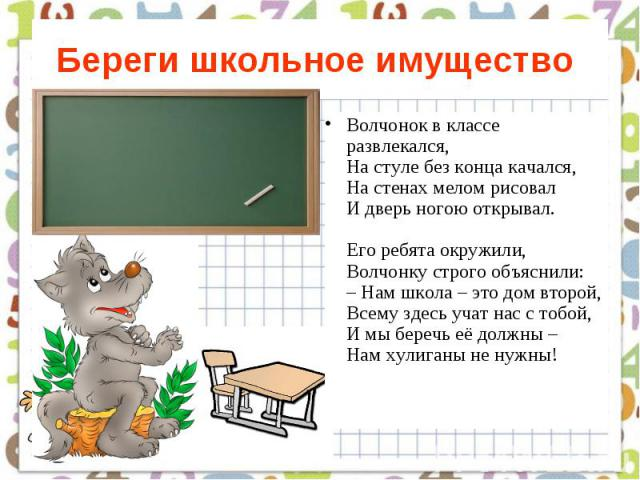 Береги школьное имущество
• Волчонок в классе
развлекался,
На стуле без конца качался,
На стенах мелом рисовал
И дверь ногою открывал.
Его ребята окружили,
Волчонку строго объяснили:
– Нам школа – это дом второй,
Всему здесь учат нас с тобой,
И мы беречь её должны –
Нам хулиганы не нужны!